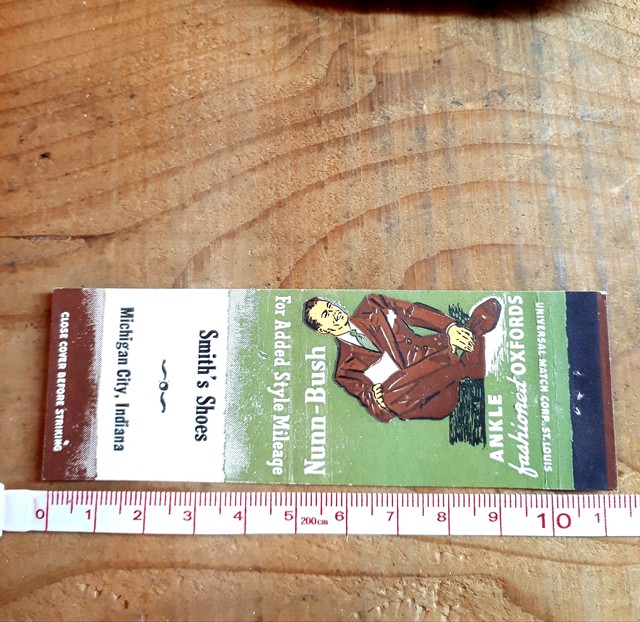 UNIVERSAL MATCH CORP., ST. LOUIS
ANKLE
fashioned OXFORDS
Nunn-Bush
For Added Style Mileage
Smith's Shoes
Michigan City, Indiana
CLOSE COVER BEFORE STRIKING
0 1 2 3 4 5 200cm 6 7 8 9 10 1